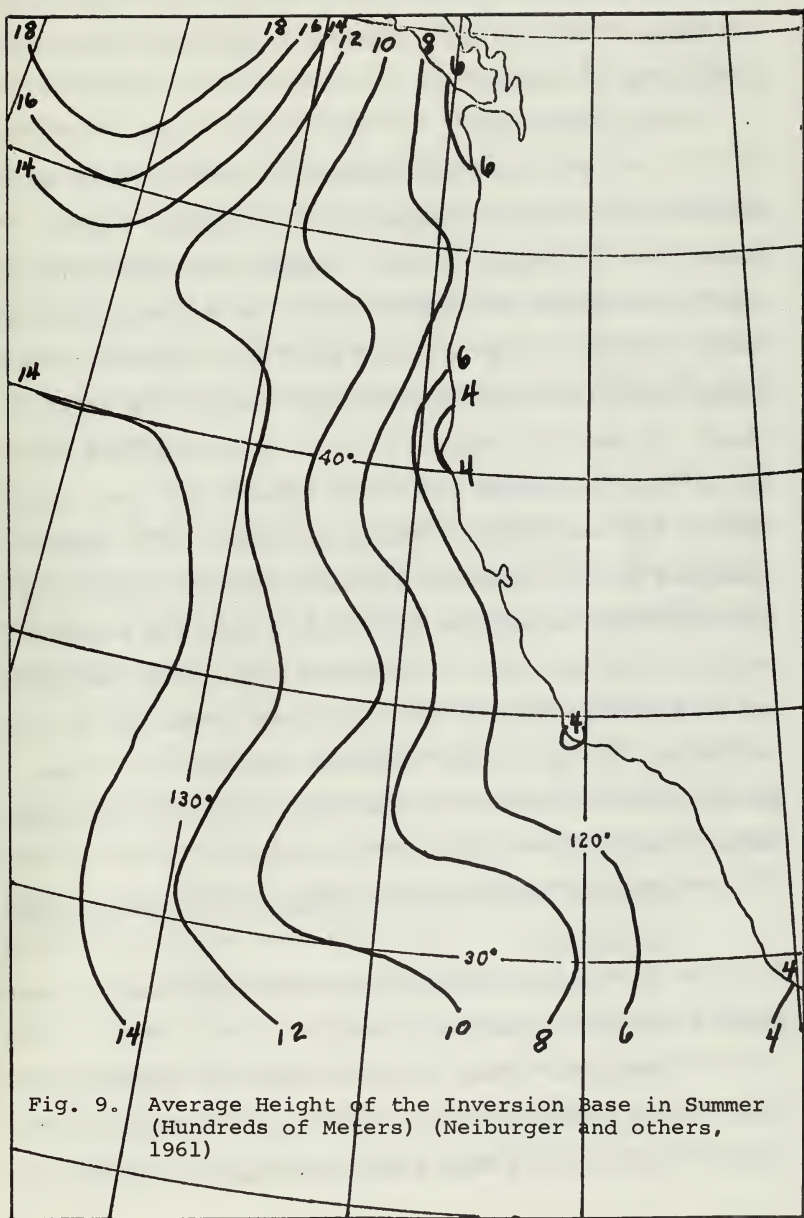 18 18 16 14 12 10 8 6
16
14 6
14 6
4
40° 4
4
130° 120°
30° 4
14 12 10 8 6 4
Fig. 9. Average Height of the Inversion Base in Summer
(Hundreds of Meters) (Neiburger and others,
1961)